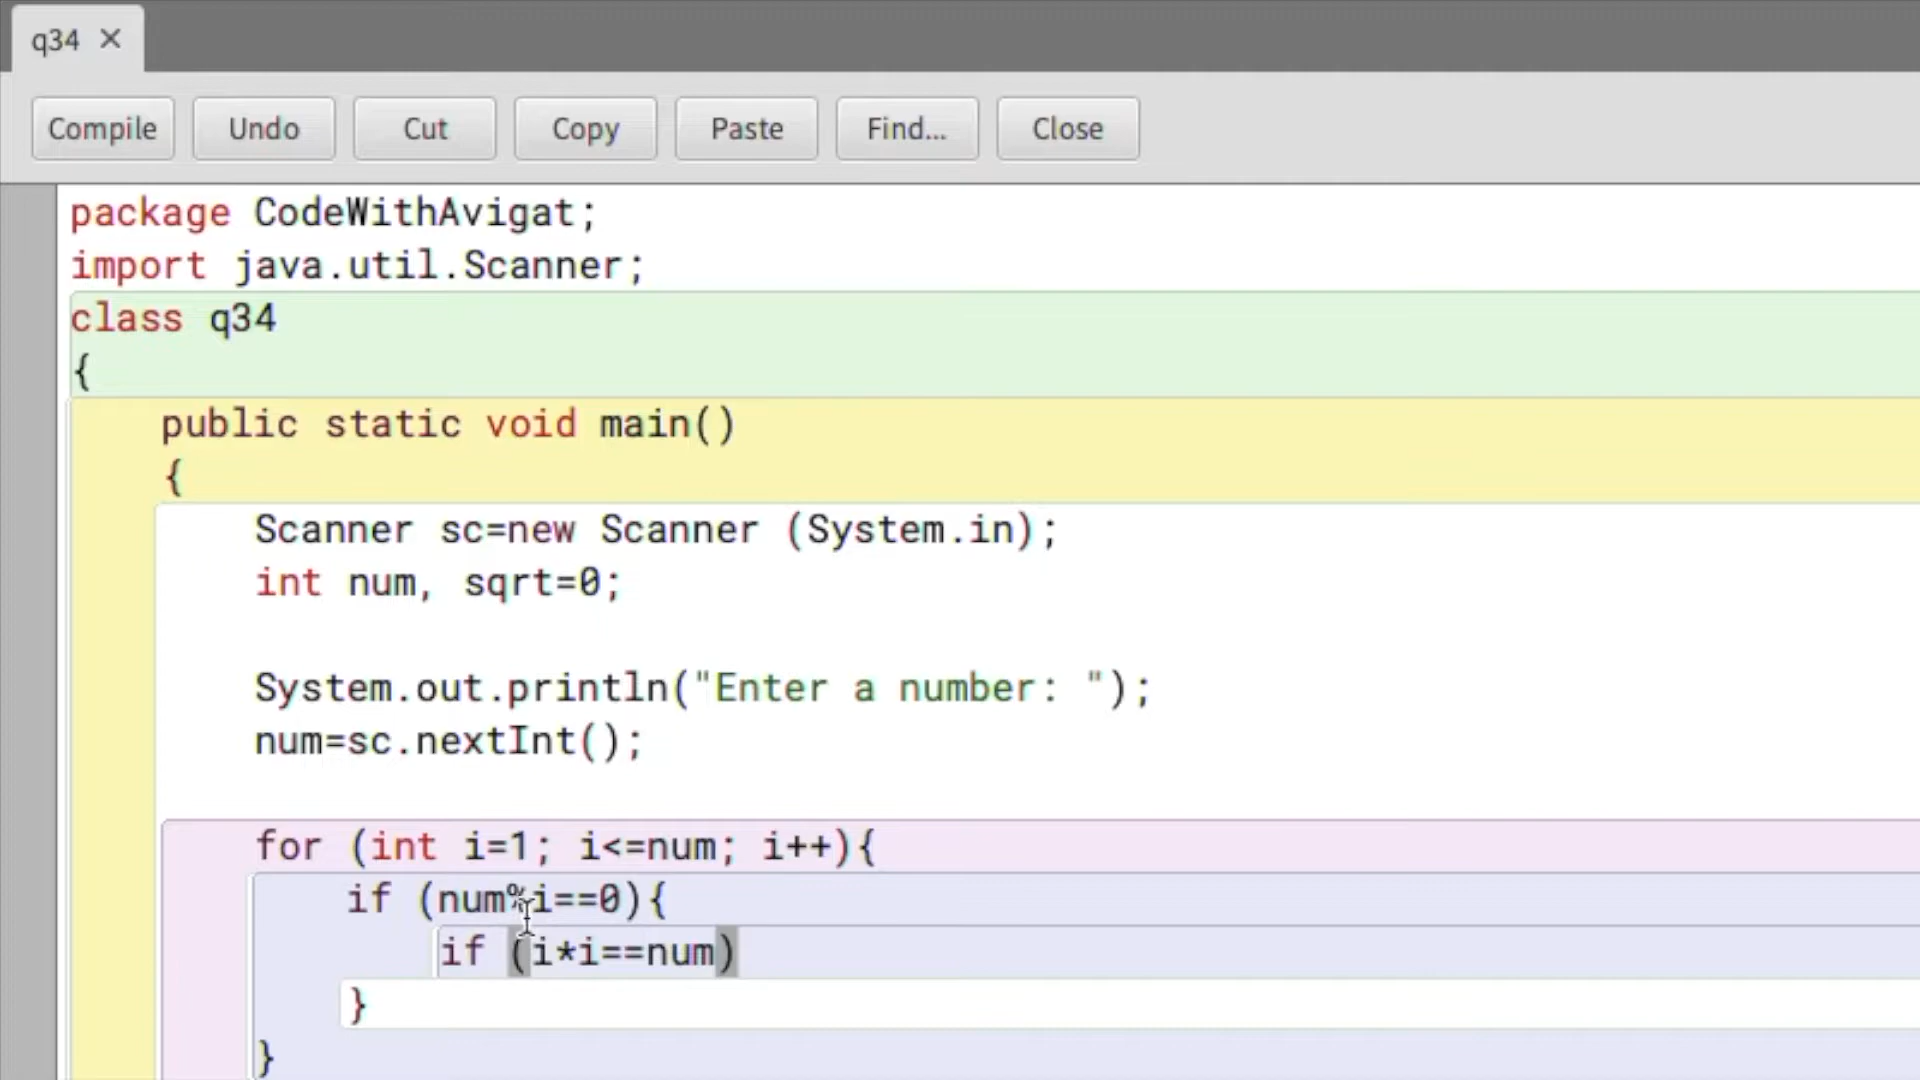 q34 ×
Compile Undo Cut Copy Paste Find... Close
package CodeWithAvigat;
import java.util.Scanner;
class q34
{
public static void main()
{
Scanner sc=new Scanner (System.in);
int num, sqrt=0;
System.out.println("Enter a number: ");
num=sc.nextInt();
for (int i=1; i<=num; i++){
if (num%i==0){
if (i*i==num)
}
}